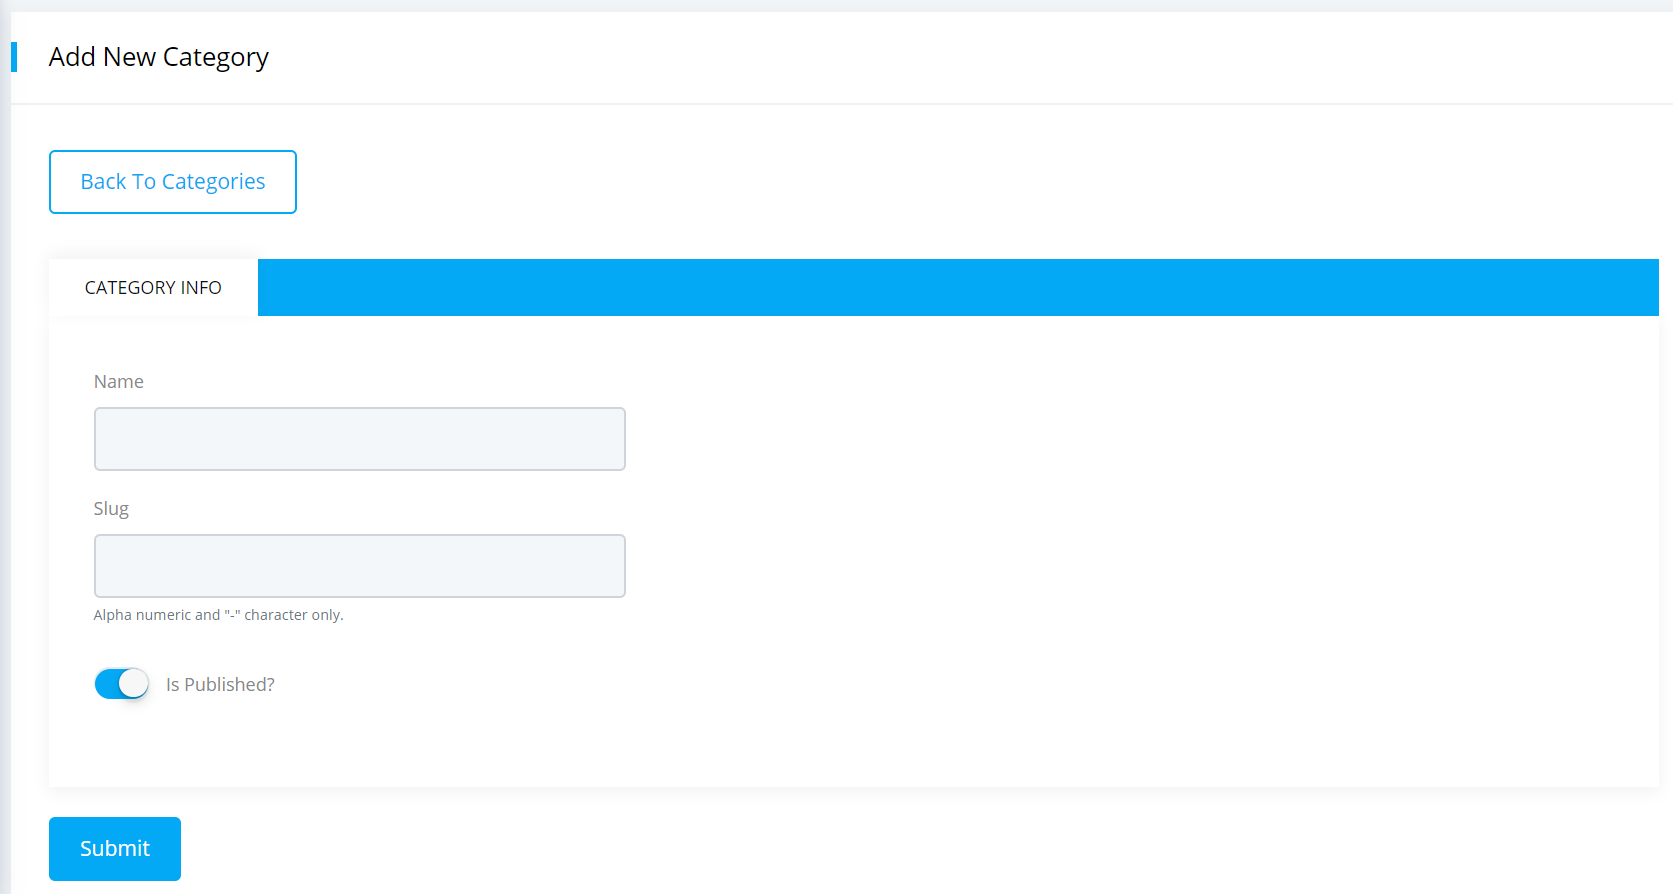 Add New Category
Back To Categories
CATEGORY INFO
Name
Slug
Alpha numeric and "-" character only.
Is Published?
Submit